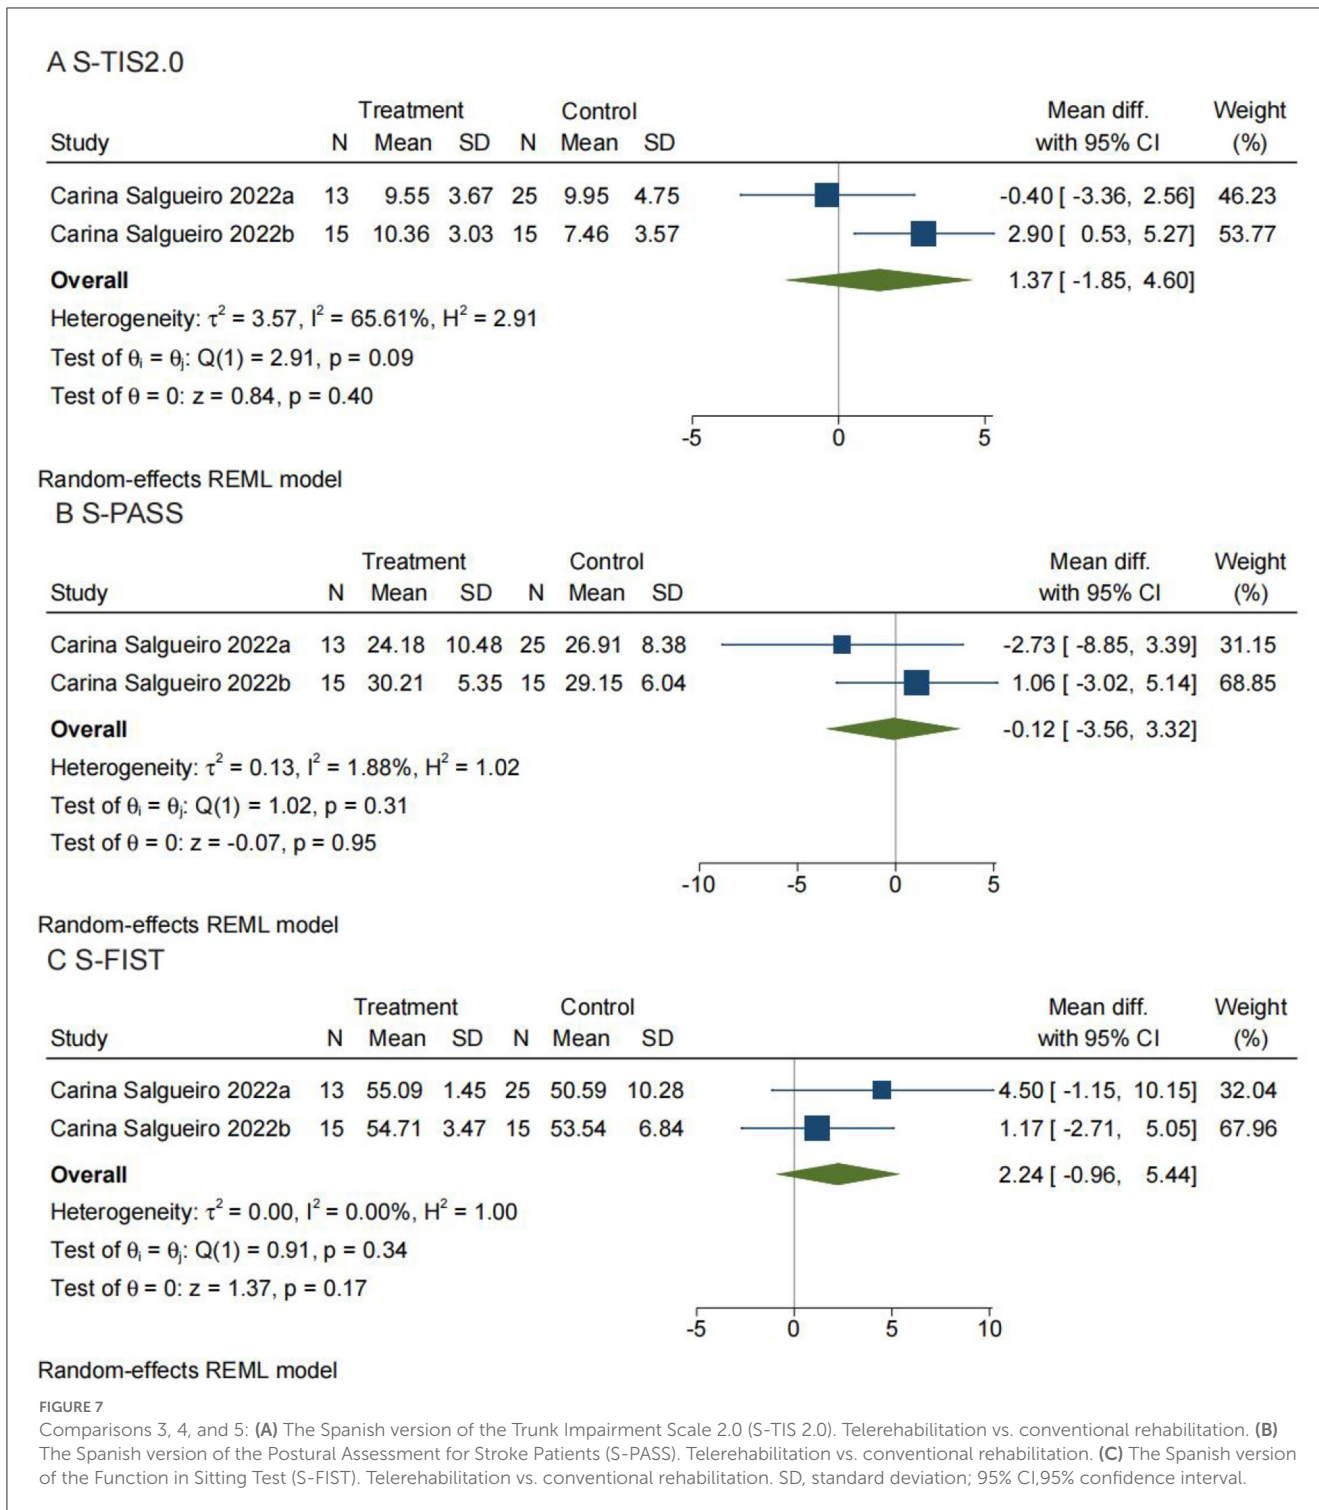 A S-TIS2.0
Treatment Control Mean diff. Weight
Study N Mean SD N Mean SD with 95% CI (%)
Carina Salgueiro 2022a 13 9.55 3.67 25 9.95 4.75 -0.40 [ -3.36, 2.56] 46.23
Carina Salgueiro 2022b 15 10.36 3.03 15 7.46 3.57 2.90 [ 0.53, 5.27] 53.77
Overall 1.37 [ -1.85, 4.60]
Heterogeneity: τ² = 3.57, I² = 65.61%, H² = 2.91
Test of θᵢ = θⱼ: Q(1) = 2.91, p = 0.09
Test of θ = 0: z = 0.84, p = 0.40
-5 0 5
Random-effects REML model
B S-PASS
Treatment Control Mean diff. Weight
Study N Mean SD N Mean SD with 95% CI (%)
Carina Salgueiro 2022a 13 24.18 10.48 25 26.91 8.38 -2.73 [ -8.85, 3.39] 31.15
Carina Salgueiro 2022b 15 30.21 5.35 15 29.15 6.04 1.06 [ -3.02, 5.14] 68.85
Overall -0.12 [ -3.56, 3.32]
Heterogeneity: τ² = 0.13, I² = 1.88%, H² = 1.02
Test of θᵢ = θⱼ: Q(1) = 1.02, p = 0.31
Test of θ = 0: z = -0.07, p = 0.95
-10 -5 0 5
Random-effects REML model
C S-FIST
Treatment Control Mean diff. Weight
Study N Mean SD N Mean SD with 95% CI (%)
Carina Salgueiro 2022a 13 55.09 1.45 25 50.59 10.28 4.50 [ -1.15, 10.15] 32.04
Carina Salgueiro 2022b 15 54.71 3.47 15 53.54 6.84 1.17 [ -2.71, 5.05] 67.96
Overall 2.24 [ -0.96, 5.44]
Heterogeneity: τ² = 0.00, I² = 0.00%, H² = 1.00
Test of θᵢ = θⱼ: Q(1) = 0.91, p = 0.34
Test of θ = 0: z = 1.37, p = 0.17
-5 0 5 10
Random-effects REML model
FIGURE 7
Comparisons 3, 4, and 5: (A) The Spanish version of the Trunk Impairment Scale 2.0 (S-TIS 2.0). Telerehabilitation vs. conventional rehabilitation. (B)
The Spanish version of the Postural Assessment for Stroke Patients (S-PASS). Telerehabilitation vs. conventional rehabilitation. (C) The Spanish version
of the Function in Sitting Test (S-FIST). Telerehabilitation vs. conventional rehabilitation. SD, standard deviation; 95% CI,95% confidence interval.